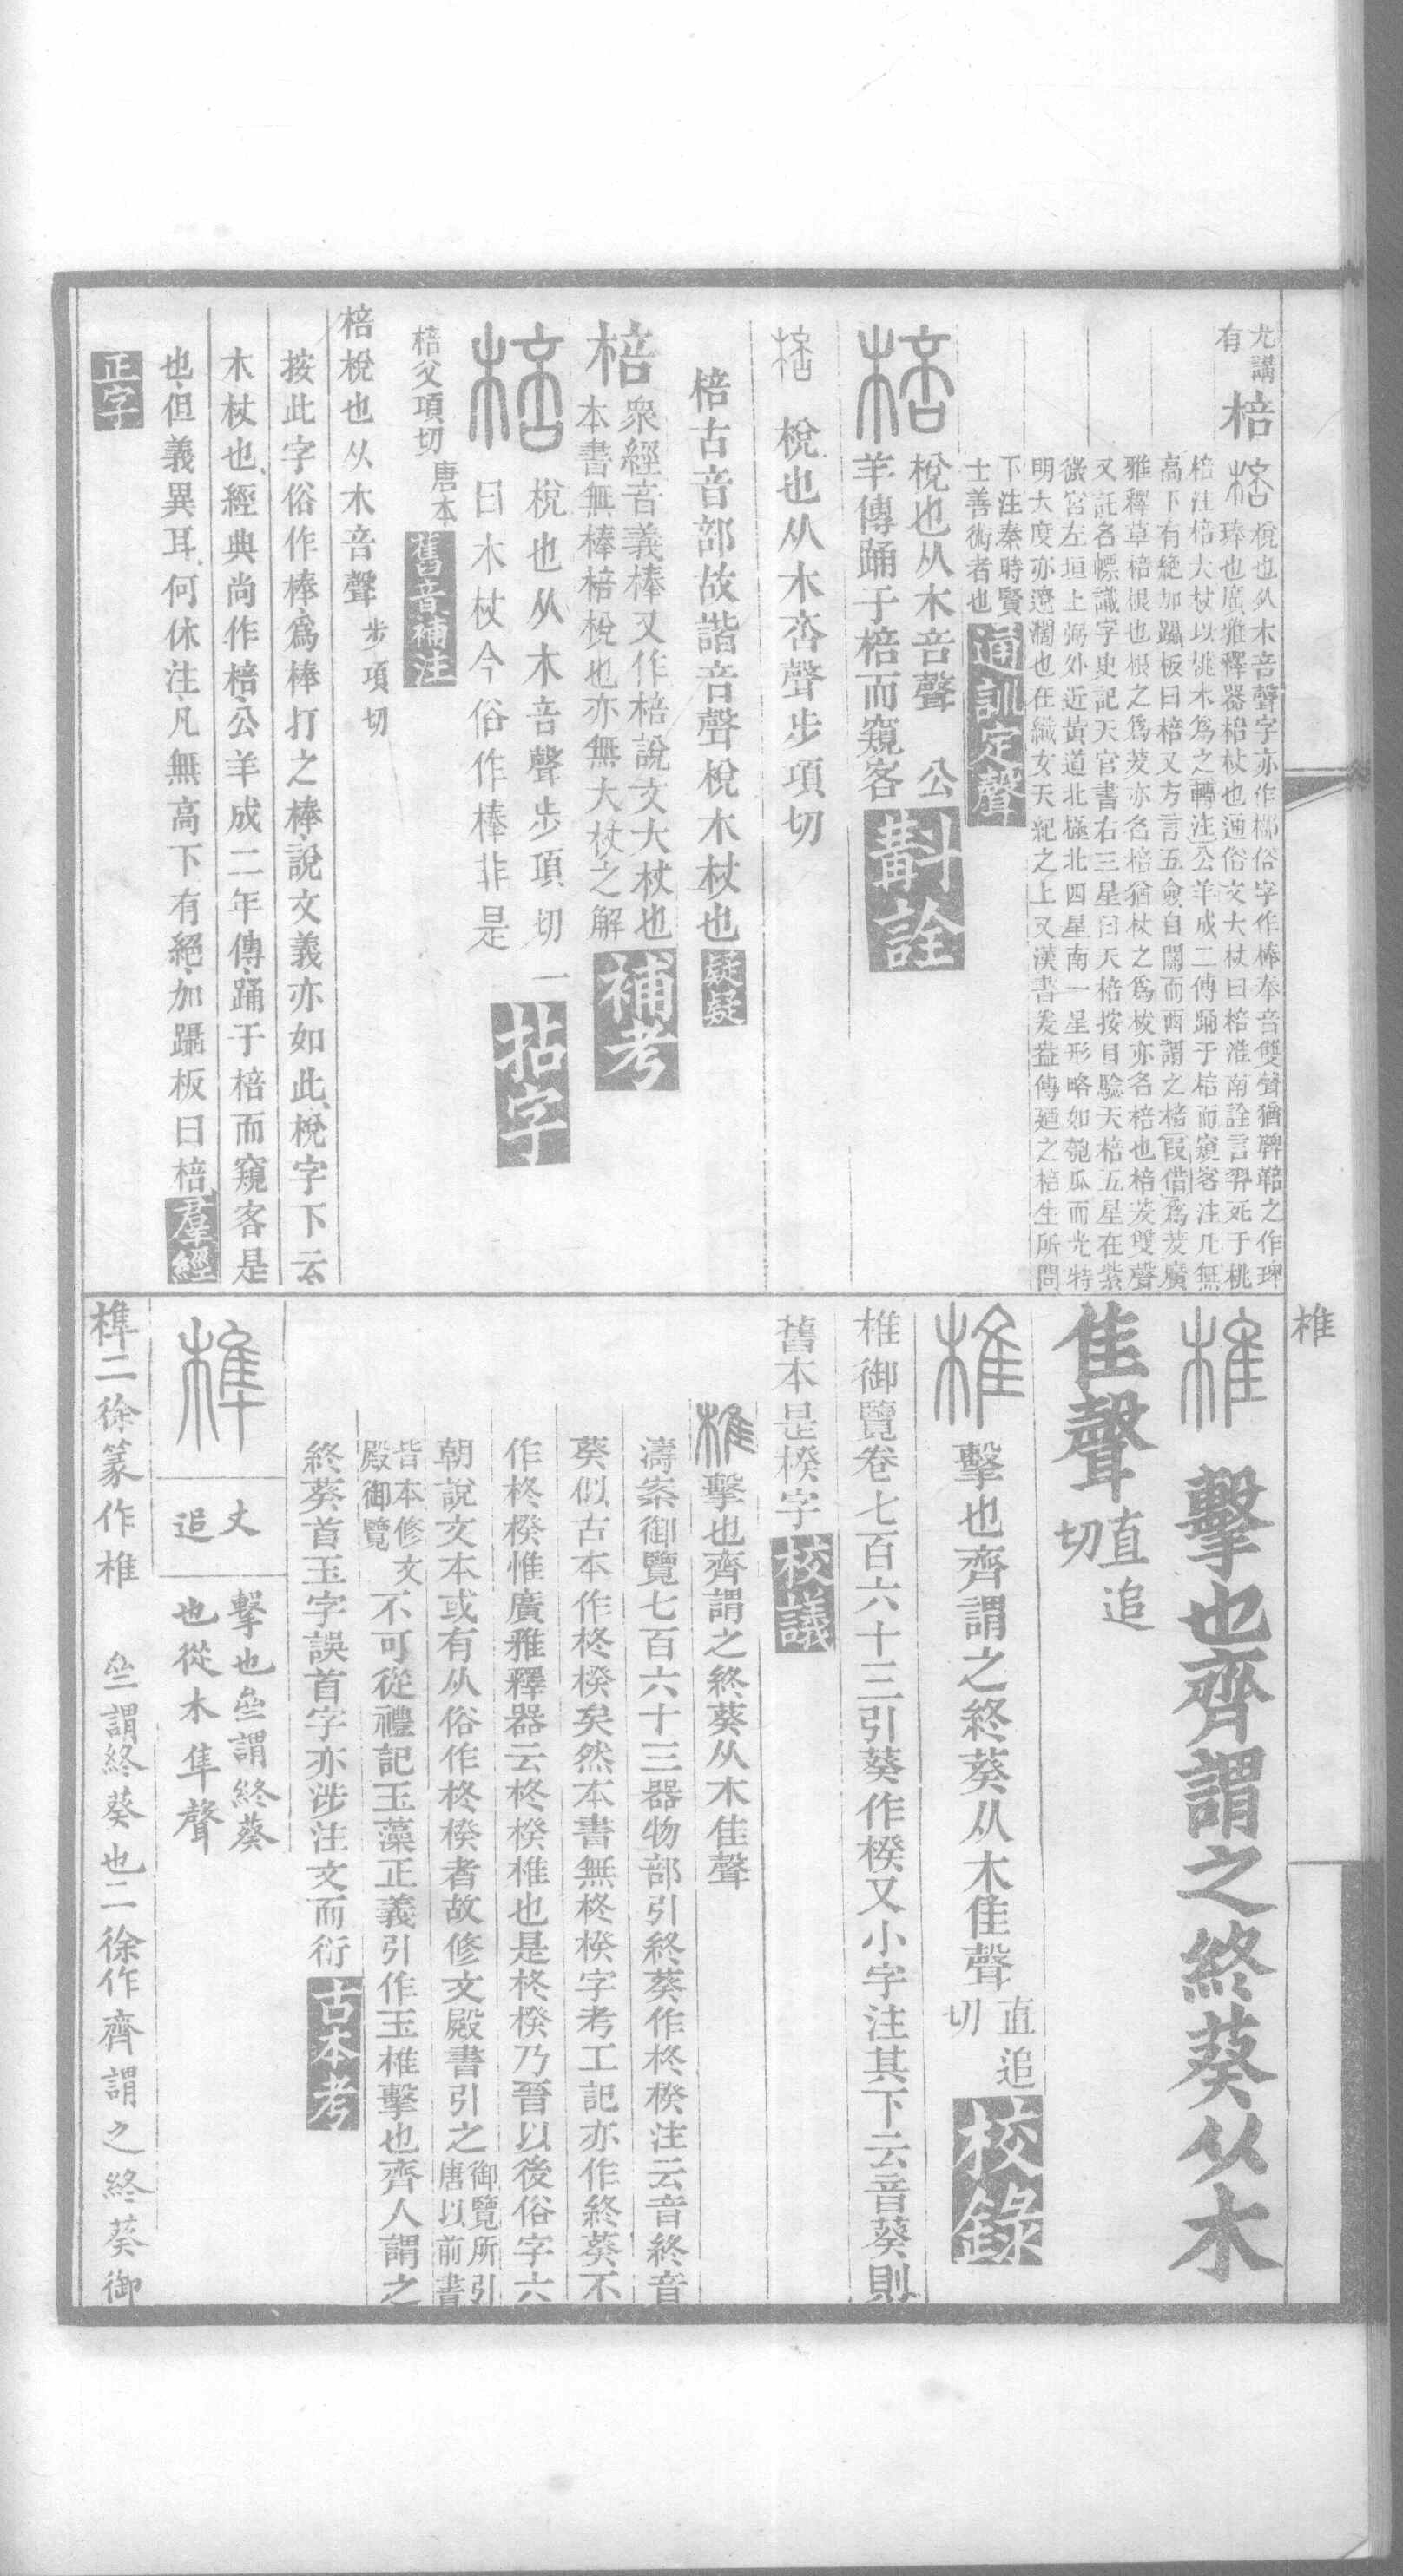 尤講
有
棓
梲也从木咅聲字亦作𣘃俗字作棒奉音雙聲猶
琫也廣雅釋器棓杖也通俗文大杖曰棓淮南詮言羿死于桃
棓注棓大杖以桃木爲之轉注公羊成二傳踊于棓而窺客注凡無
高下有絶加躡板曰棓又方言五僉自關而西謂之棓叚借爲茇廣
雅釋草棓根也根之爲茇亦名棓猶杖之爲柭亦名棓也棓茇雙聲
又託名幖識字史記天官書右三星曰天棓按目驗天棓五星在紫
微宮左垣上弼外近黃道北極北四星南一星形略如瓠瓜而光特
明大度亦遼濶也在織女天紀之上又漢書爰盎傳廼之棓生所問
下注秦時賢
士善術者也
通訓定聲
棓
梲也从木音聲 公
羊傳踊于棓而窺客
斠詮
棓 梲也从木咅聲步項切
棓古音部故諧音聲梲木杖也
疑疑
棓
衆經音義棒又作棓說文大杖也
本書無棒棓梲也亦無大杖之解
補考
棓
梲也从木音聲步項切 一
曰木杖今俗作棒非是
拈字
棓父項切 唐本
舊音補注
棓梲也从木音聲 步項切
按此字俗作棒爲棒打之棒說文義亦如此梲字下云
木杖也經典尚作棓公羊成二年傳踊于棓而窺客是
也但義異耳何休注凡無高下有絶加躡板曰棓
羣經
正字
椎
椎 擊也齊謂之終葵从木
隹聲 直追
切
椎 擊也齊謂之終葵从木隹聲 直追
切
校錄
椎御覽卷七百六十三引葵作楑又小字注其下云音葵則
舊本是楑字
校議
椎擊也齊謂之終葵从木隹聲
濤案御覽七百六十三器物部引終葵作柊楑注云音終音
葵似古本作柊楑矣然本書無柊楑字考工記亦作終葵不
作柊楑惟廣雅釋器云柊楑椎也是柊楑乃晉以後俗字六
朝說文本或有从俗作柊楑者故修文殿書引之 御覽所引
唐以前書
皆本修文
殿御覽
不可從禮記玉藻正義引作玉椎擊也齊人謂之
終葵首玉字誤首字亦涉注文而衍
古本考
榫
丈
追
擊也亝謂終葵
也從木隼聲
榫二徐篆作椎 亝謂終葵也二徐作齊謂之終葵御